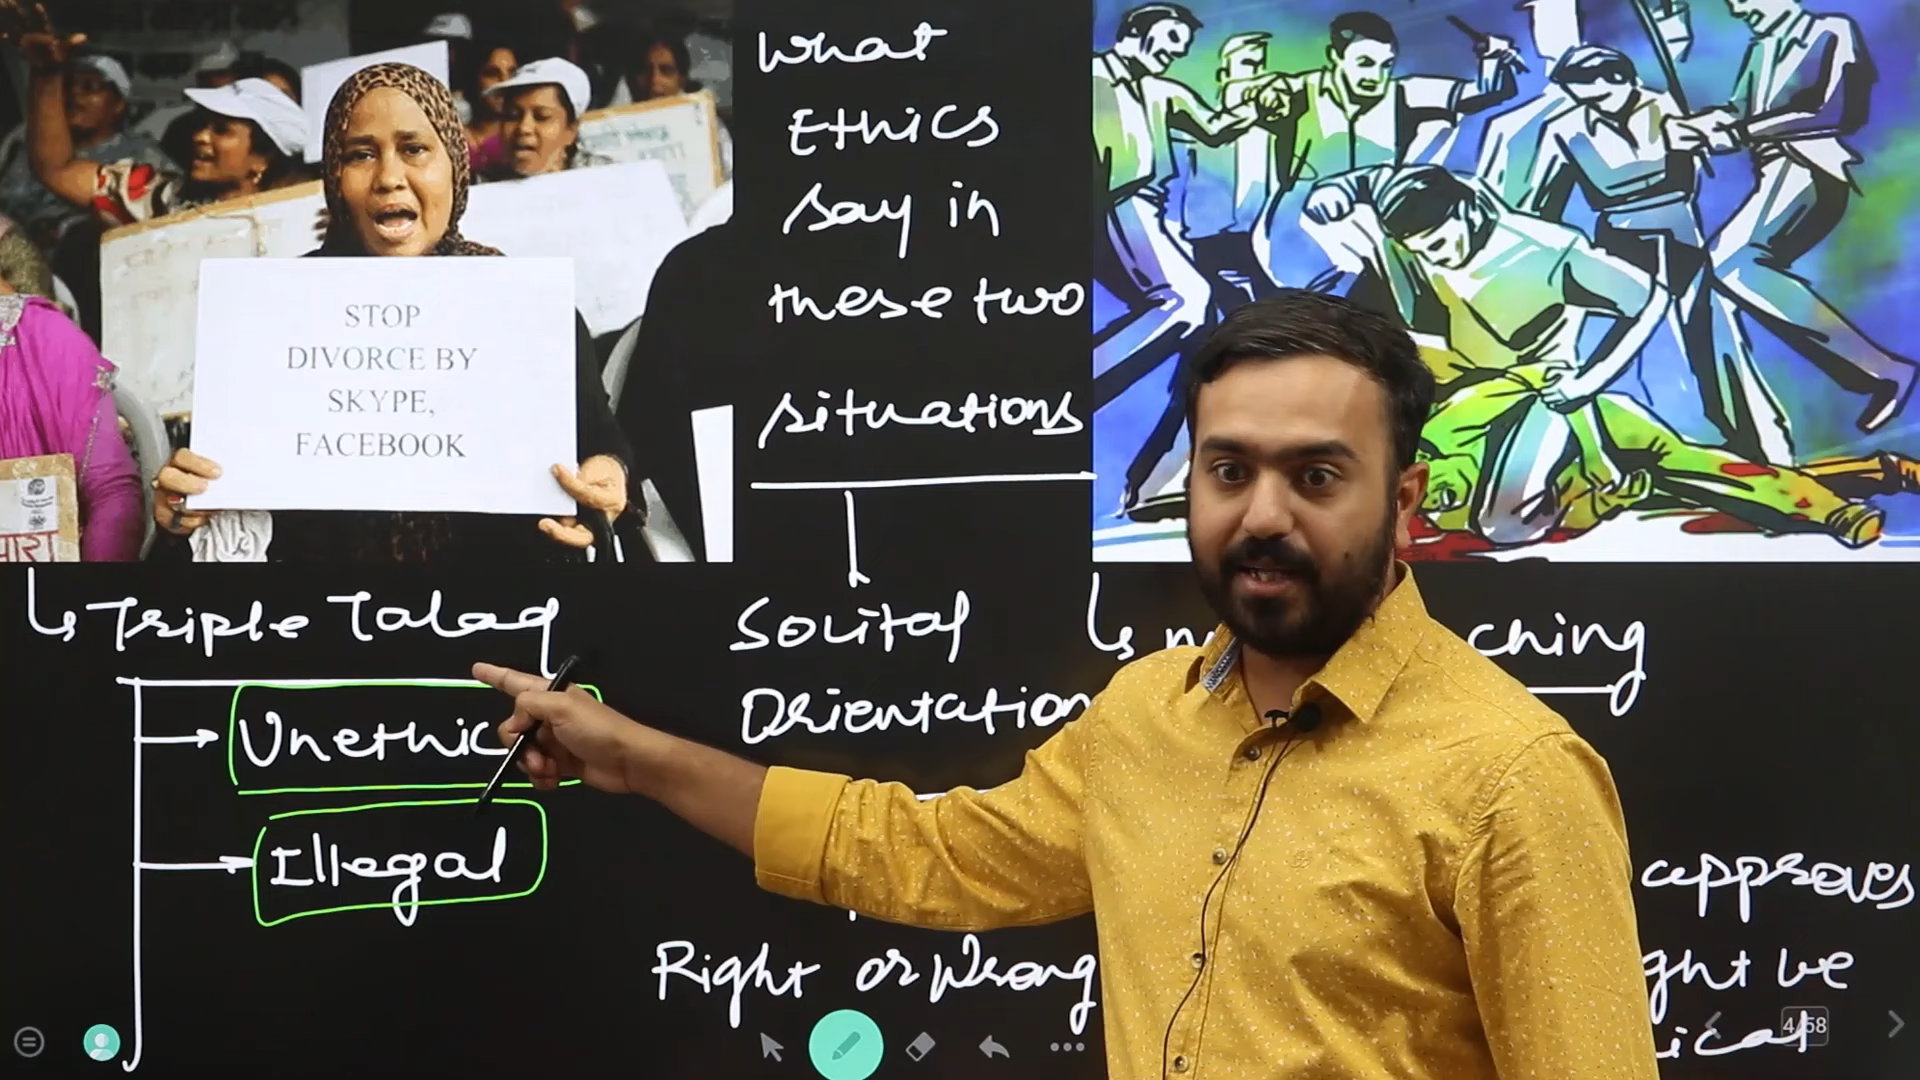 STOP
DIVORCE BY
SKYPE,
FACEBOOK
What
Ethics
say in
these two
situations
Triple Talaq
Unethic
Illegal
Orientation
Right or Wrong
ching
approves
ght be
ical
4/58